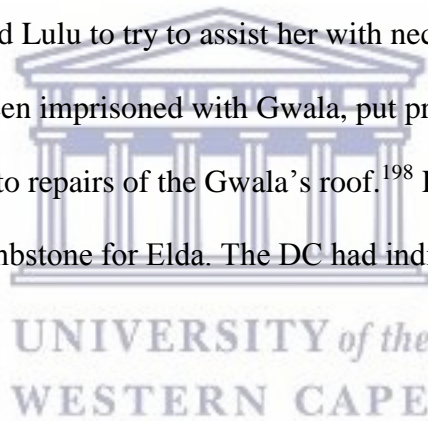 d Lulu to try to assist her with nec
en imprisoned with Gwala, put pr
to repairs of the Gwala's roof.¹⁹⁸
mbstone for Elda. The DC had indi
UNIVERSITY of the
WESTERN CAPE